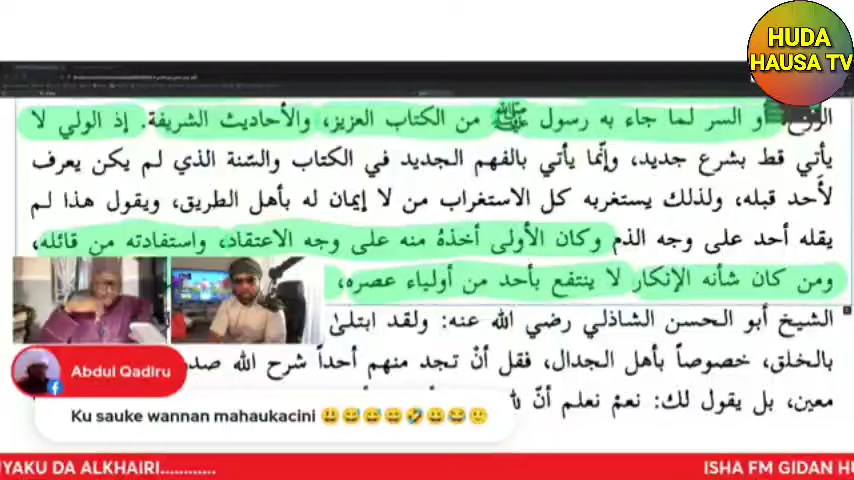 HUDA
HAUSA TV
أو السر لما جاء به رسول ﷺ من الكتاب العزيز، والأحاديث الشريفة. إذ الولي لا
يأتي قط بشرع جديد، وإنّما يأتي بالفهم الجديد في الكتاب والسّنة الذي لم يكن يعرف
لأَحد قبله، ولذلك يستغربه كل الاستغراب من لا إيمان له بأهل الطريق، ويقول هذا لم
يقله أحد على وجه الذم وكان الأولى أخذهُ منه على وجه الاعتقاد، واستفادته من قائله،
ومن كان شأنه الإنكار لا ينتفع بأحد من أولياء عصره،
الشيخ أبو الحسن الشاذلي رضي الله عنه: ولقد ابتلىٰ
بالخلق، خصوصاً بأهل الجدال، فقل أنْ تجد منهم أحداً شرح الله
معين، بل يقول لك: نعمْ نعلم أنّ
Abdul Qadiru
Ku sauke wannan mahaukacini 😃😅😅😄🤣😀😂🙂
UYAKU DA ALKHAIRI............
ISHA FM GIDAN